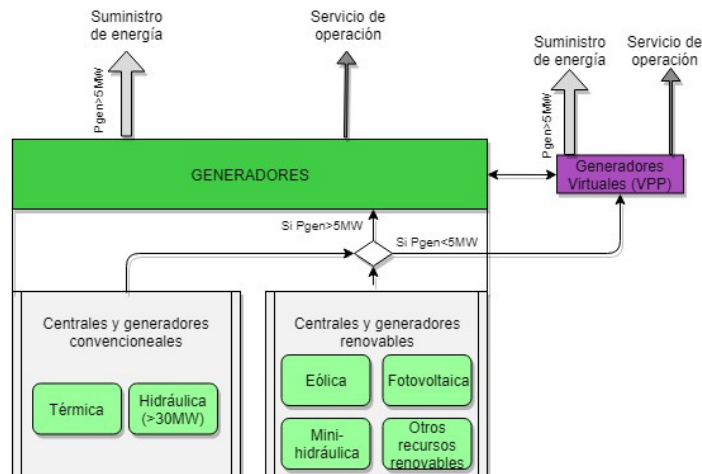 Suministro
de energía
Servicio de
operación
Suministro
de energía
Servicio de
operación
Pgen>5MW
Pgen>5MW
GENERADORES
Generadores
Virtuales (VPP)
Si Pgen>5MW
Si Pgen<5MW
Centrales y generadores
convencioneales
Centrales y generadores
renovables
Térmica
Hidráulica
(>30MW)
Eólica
Fotovoltaica
Mini-
hidráulica
Otros
recursos
renovables